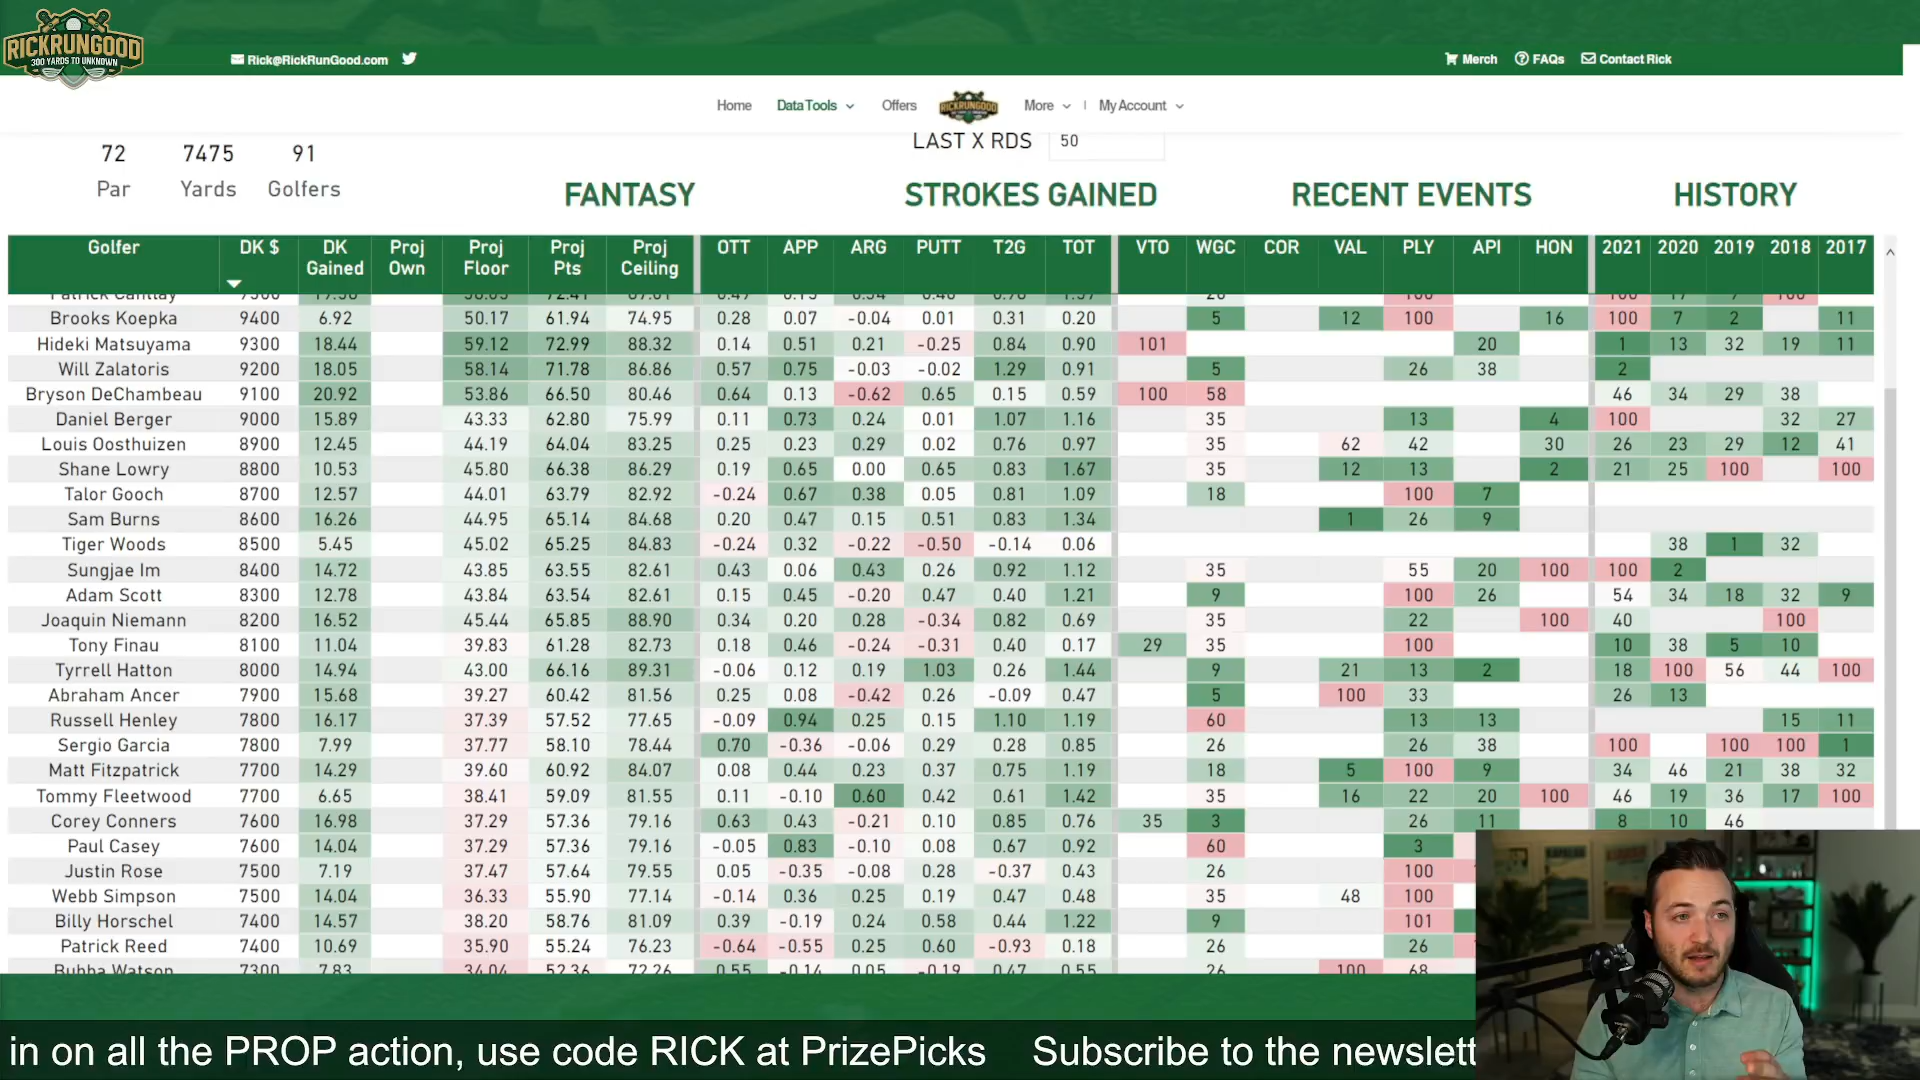 RICKRUNGOOD
300 YARDS TO UNKNOWN
Rick@RickRunGood.com
Merch FAQs Contact Rick
Home Data Tools Offers RICKRUNGOOD More | My Account
72 7475 91
Par Yards Golfers
LAST X RDS 50
FANTASY STROKES GAINED RECENT EVENTS HISTORY
Golfer DK $ DK Gained Proj Own Proj Floor Proj Pts Proj Ceiling OTT APP ARG PUTT T2G TOT VTO WGC COR VAL PLY API HON 2021 2020 2019 2018 2017
Patrick Cantlay
Brooks Koepka 9400 6.92 50.17 61.94 74.95 0.28 0.07 -0.04 0.01 0.31 0.20 5 12 100 16 100 7 2 11
Hideki Matsuyama 9300 18.44 59.12 72.99 88.32 0.14 0.51 0.21 -0.25 0.84 0.90 101 20 1 13 32 19 11
Will Zalatoris 9200 18.05 58.14 71.78 86.86 0.57 0.75 -0.03 -0.02 1.29 0.91 5 26 38 2
Bryson DeChambeau 9100 20.92 53.86 66.50 80.46 0.64 0.13 -0.62 0.65 0.15 0.59 100 58 46 34 29 38
Daniel Berger 9000 15.89 43.33 62.80 75.99 0.11 0.73 0.24 0.01 1.07 1.16 35 13 4 100 32 27
Louis Oosthuizen 8900 12.45 44.19 64.04 83.25 0.25 0.23 0.29 0.02 0.76 0.97 35 62 42 30 26 23 29 12 41
Shane Lowry 8800 10.53 45.80 66.38 86.29 0.19 0.65 0.00 0.65 0.83 1.67 35 12 13 2 21 25 100 100
Talor Gooch 8700 12.57 44.01 63.79 82.92 -0.24 0.67 0.38 0.05 0.81 1.09 18 100 7
Sam Burns 8600 16.26 44.95 65.14 84.68 0.20 0.47 0.15 0.51 0.83 1.34 1 26 9
Tiger Woods 8500 5.45 45.02 65.25 84.83 -0.24 0.32 -0.22 -0.50 -0.14 0.06 38 1 32
Sungjae Im 8400 14.72 43.85 63.55 82.61 0.43 0.06 0.43 0.26 0.92 1.12 35 55 20 100 100 2
Adam Scott 8300 12.78 43.84 63.54 82.61 0.15 0.45 -0.20 0.47 0.40 1.21 9 100 26 54 34 18 32 9
Joaquin Niemann 8200 16.52 45.44 65.85 88.90 0.34 0.20 0.28 -0.34 0.82 0.69 35 22 100 40 100
Tony Finau 8100 11.04 39.83 61.28 82.73 0.18 0.46 -0.24 -0.31 0.40 0.17 29 35 100 10 38 5 10
Tyrrell Hatton 8000 14.94 43.00 66.16 89.31 -0.06 0.12 0.19 1.03 0.26 1.44 9 21 13 2 18 100 56 44 100
Abraham Ancer 7900 15.68 39.27 60.42 81.56 0.25 0.08 -0.42 0.26 -0.09 0.47 5 100 33 26 13
Russell Henley 7800 16.17 37.39 57.52 77.65 -0.09 0.94 0.25 0.15 1.10 1.19 60 13 13 15 11
Sergio Garcia 7800 7.99 37.77 58.10 78.44 0.70 -0.36 -0.06 0.29 0.28 0.85 26 26 38 100 100 100 1
Matt Fitzpatrick 7700 14.29 39.60 60.92 84.07 0.08 0.44 0.23 0.37 0.75 1.19 18 5 100 9 34 46 21 38 32
Tommy Fleetwood 7700 6.65 38.41 59.09 81.55 0.11 -0.10 0.60 0.42 0.61 1.42 35 16 22 20 100 46 19 36 17 100
Corey Conners 7600 16.98 37.29 57.36 79.16 0.63 0.43 -0.21 0.10 0.85 0.76 35 3 26 11 8 10 46
Paul Casey 7600 14.04 37.29 57.36 79.16 -0.05 0.83 -0.10 0.08 0.67 0.92 60 3
Justin Rose 7500 7.19 37.47 57.64 79.55 0.05 -0.35 -0.08 0.28 -0.37 0.43 26 100
Webb Simpson 7500 14.04 36.33 55.90 77.14 -0.14 0.36 0.25 0.19 0.47 0.48 35 48 100
Billy Horschel 7400 14.57 38.20 58.76 81.09 0.39 -0.19 0.24 0.58 0.44 1.22 9 101
Patrick Reed 7400 10.69 35.90 55.24 76.23 -0.64 -0.55 0.25 0.60 -0.93 0.18 26 26
Bubba Watson 7300 7.83 34.04 52.36 72.26 0.55 -0.14 0.05 -0.19 0.47 0.55 26 100 68
in on all the PROP action, use code RICK at PrizePicks Subscribe to the newslett